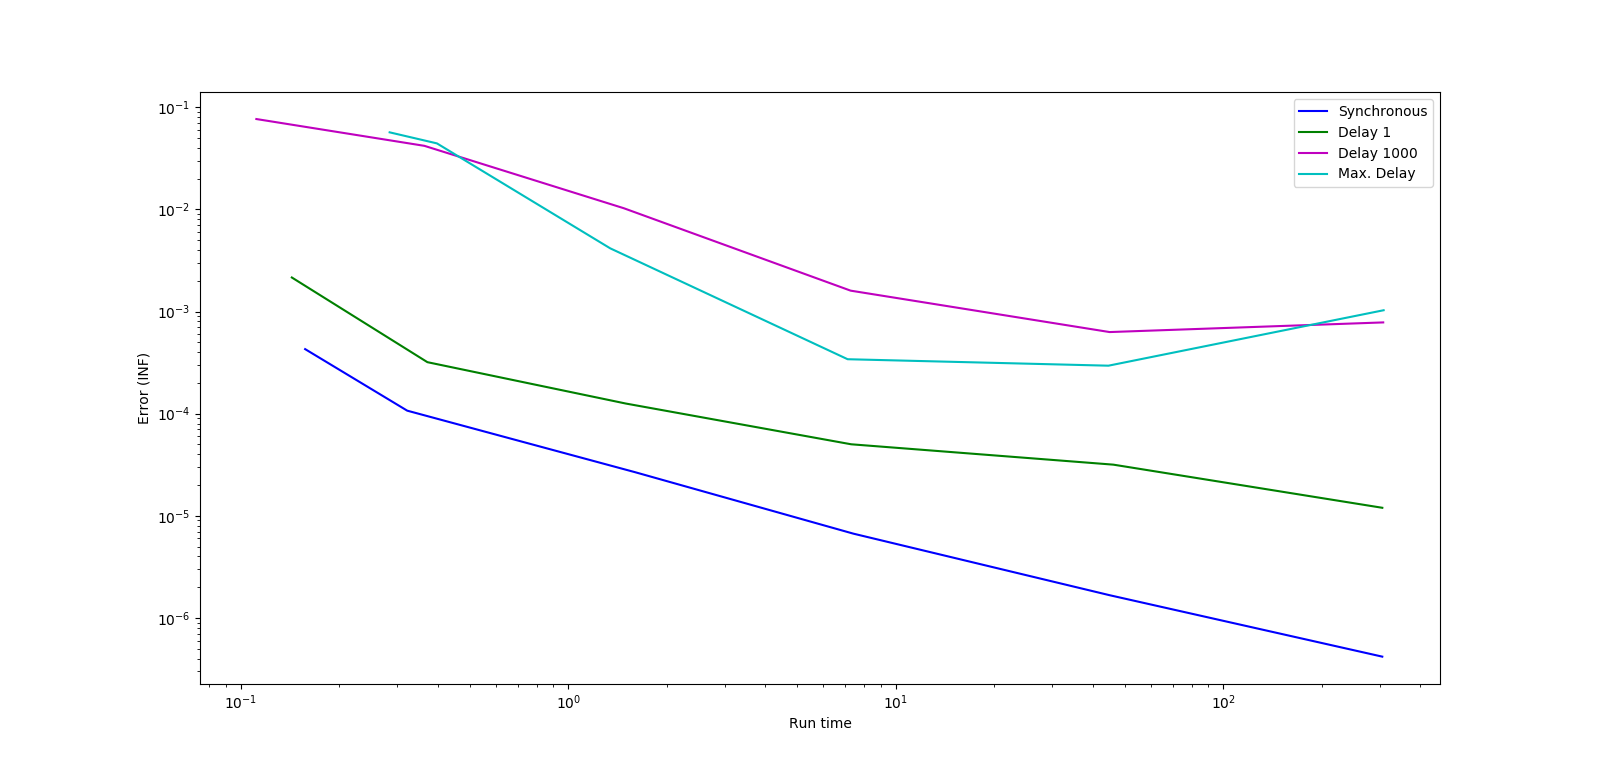 10⁻¹
10⁻²
10⁻³
10⁻⁴
10⁻⁵
10⁻⁶
Error (INF)
Synchronous
Delay 1
Delay 1000
Max. Delay
10⁻¹ 10⁰ 10¹ 10²
Run time